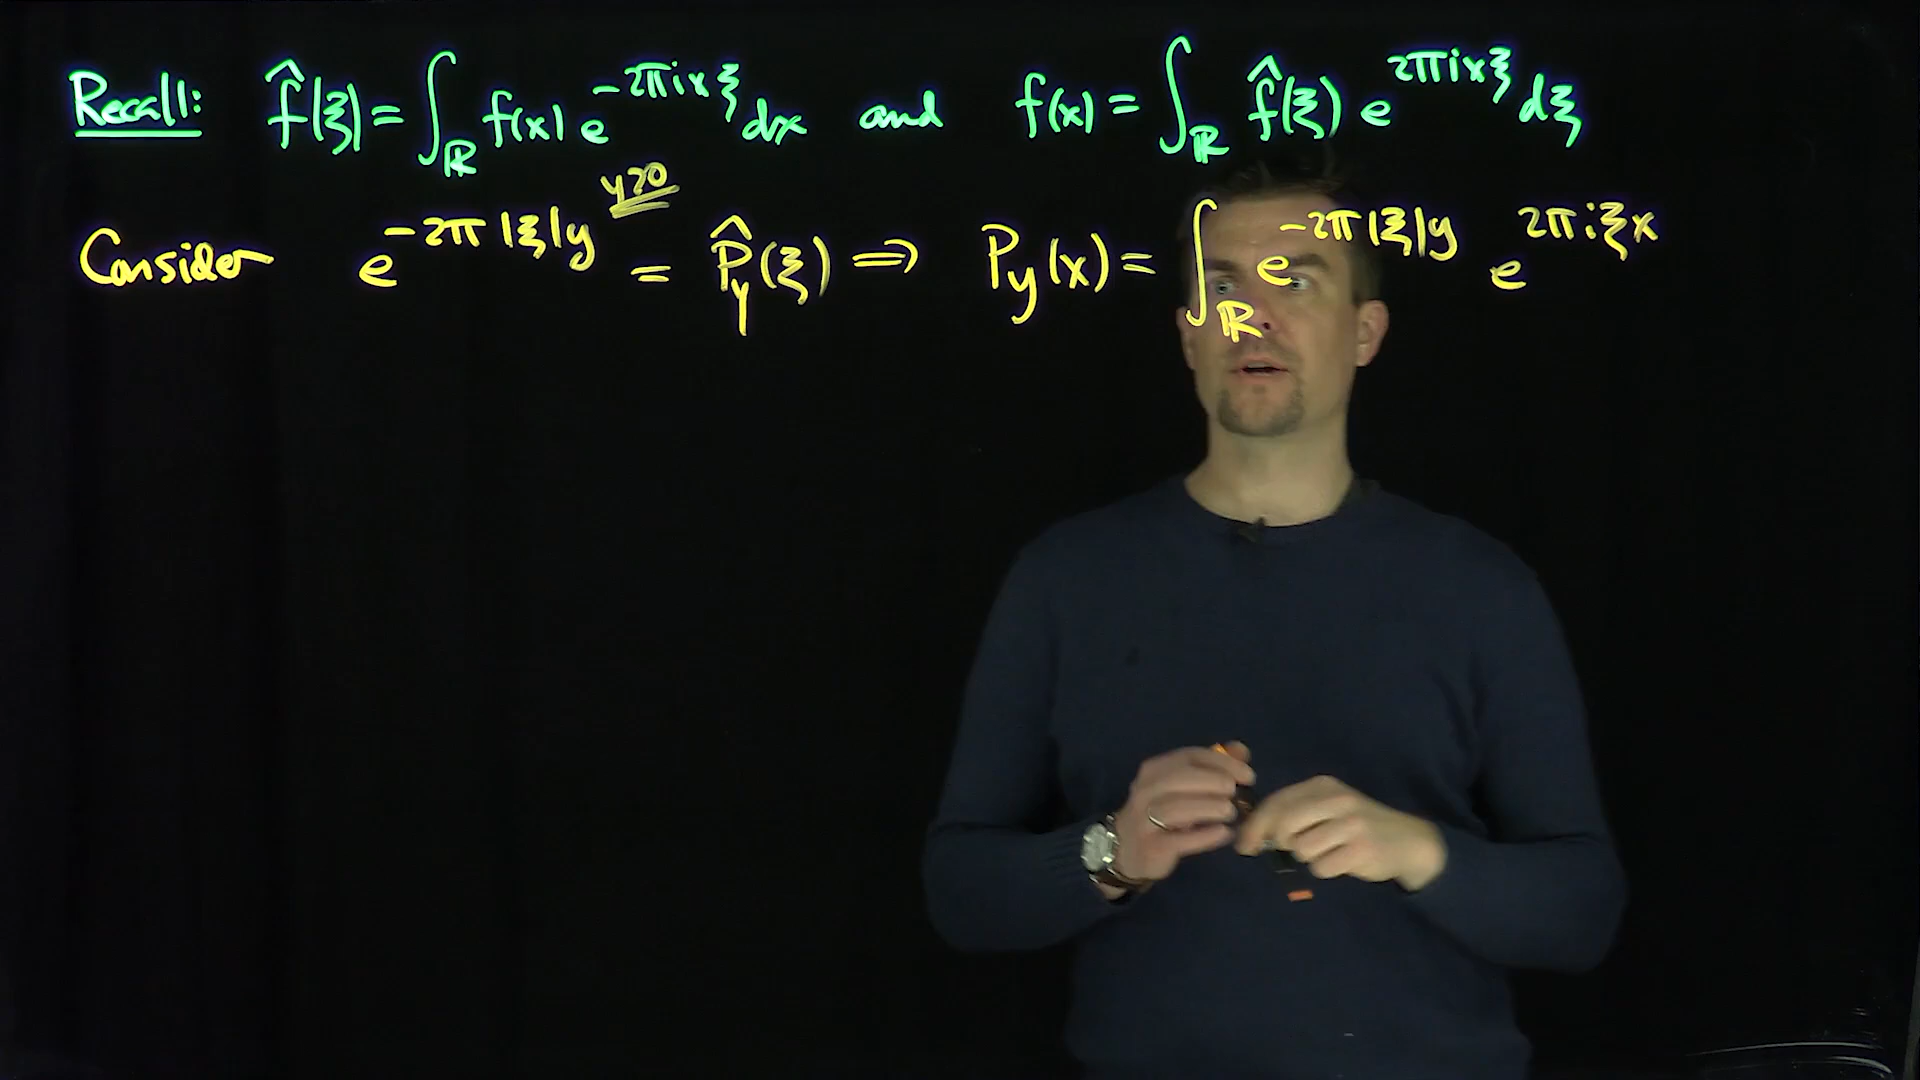 Recall: f̂(ξ) = ∫_ℝ f(x) e^{-2πixξ} dx and f(x) = ∫_ℝ f̂(ξ) e^{2πixξ} dξ
y>0
Consider e^{-2π|ξ|y} = P̂_y(ξ) ⇒ P_y(x) = ∫_ℝ e^{-2π|ξ|y} e^{2πiξx}